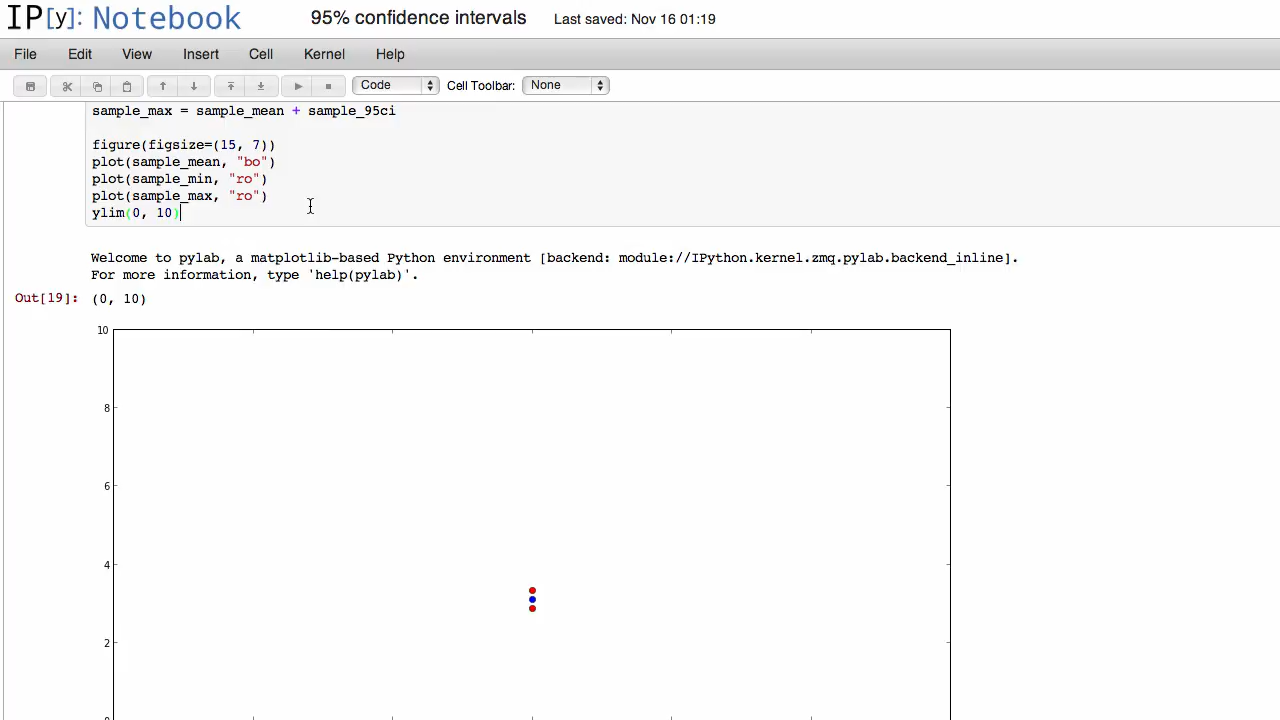 IP[y]: Notebook 95% confidence intervals Last saved: Nov 16 01:19
File Edit View Insert Cell Kernel Help
Code Cell Toolbar: None
sample_max = sample_mean + sample_95ci
figure(figsize=(15, 7))
plot(sample_mean, "bo")
plot(sample_min, "ro")
plot(sample_max, "ro")
ylim(0, 10)
Welcome to pylab, a matplotlib-based Python environment [backend: module://IPython.kernel.zmq.pylab.backend_inline].
For more information, type 'help(pylab)'.
Out[19]: (0, 10)
10
8
6
4
2